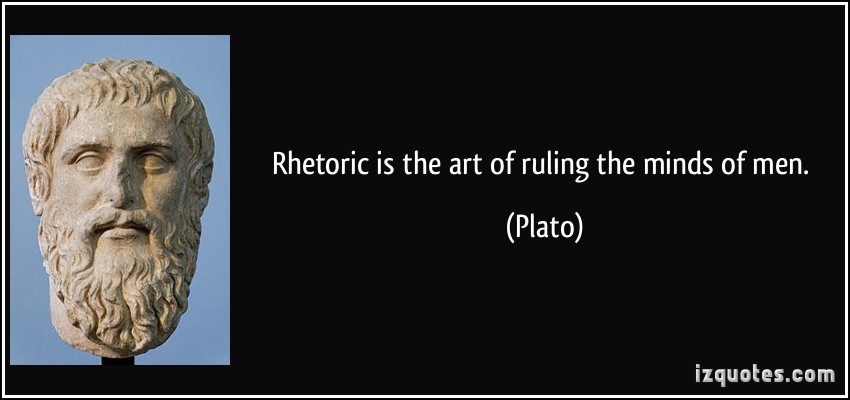 Rhetoric is the art of ruling the minds of men.
(Plato)
izquotes.com